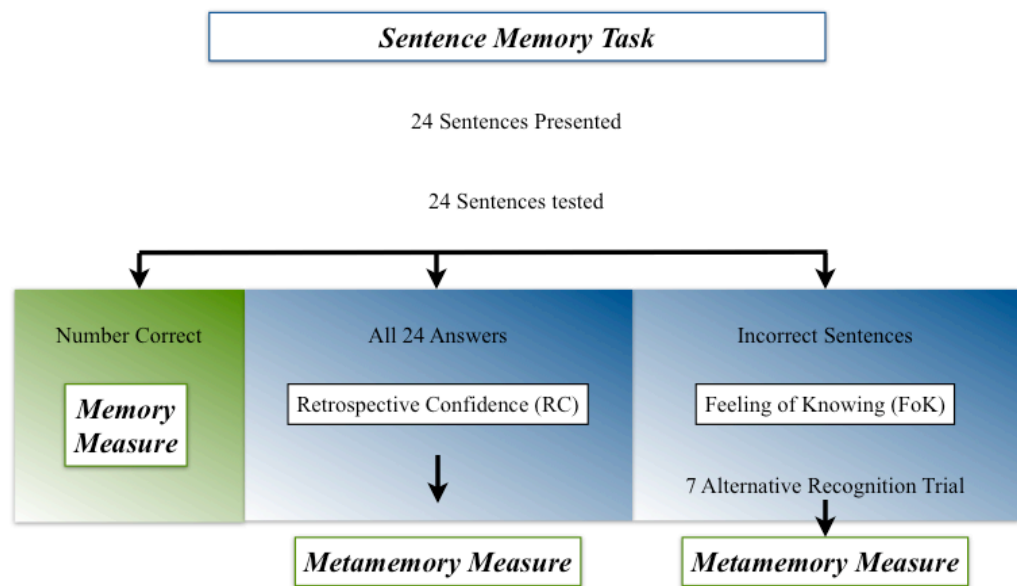 Sentence Memory Task
24 Sentences Presented
24 Sentences tested
Number Correct
All 24 Answers
Incorrect Sentences
Memory
Measure
Retrospective Confidence (RC)
Feeling of Knowing (FoK)
7 Alternative Recognition Trial
Metamemory Measure
Metamemory Measure